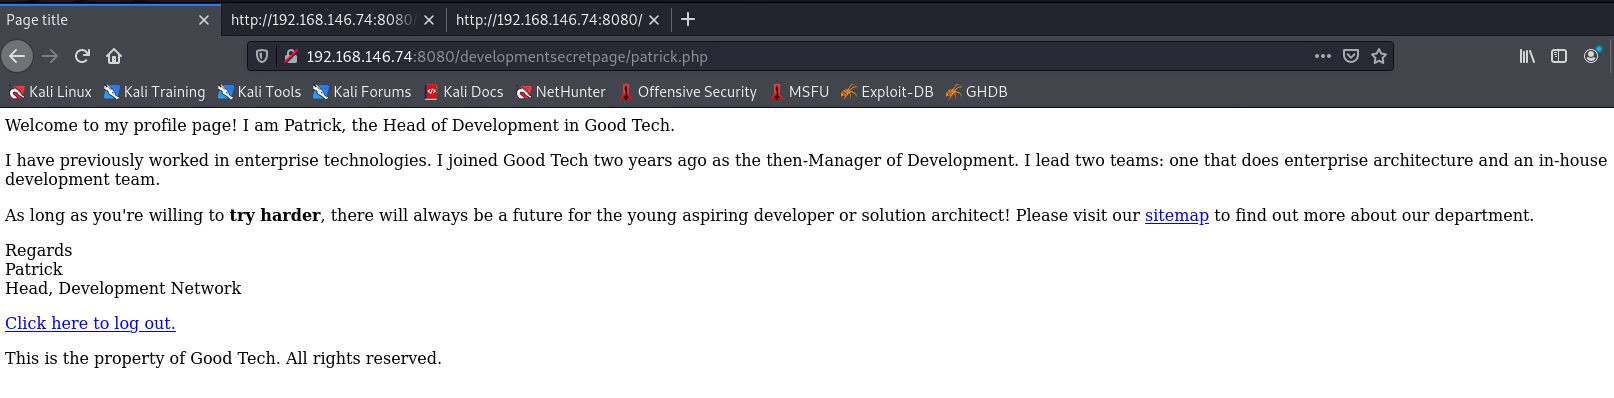 Page title
http://192.168.146.74:8080/
http://192.168.146.74:8080/
192.168.146.74:8080/developmentsecretpage/patrick.php
Kali Linux Kali Training Kali Tools Kali Forums Kali Docs NetHunter Offensive Security MSFU Exploit-DB GHDB
Welcome to my profile page! I am Patrick, the Head of Development in Good Tech.
I have previously worked in enterprise technologies. I joined Good Tech two years ago as the then-Manager of Development. I lead two teams: one that does enterprise architecture and an in-house
development team.
As long as you're willing to try harder, there will always be a future for the young aspiring developer or solution architect! Please visit our sitemap to find out more about our department.
Regards
Patrick
Head, Development Network
Click here to log out.
This is the property of Good Tech. All rights reserved.